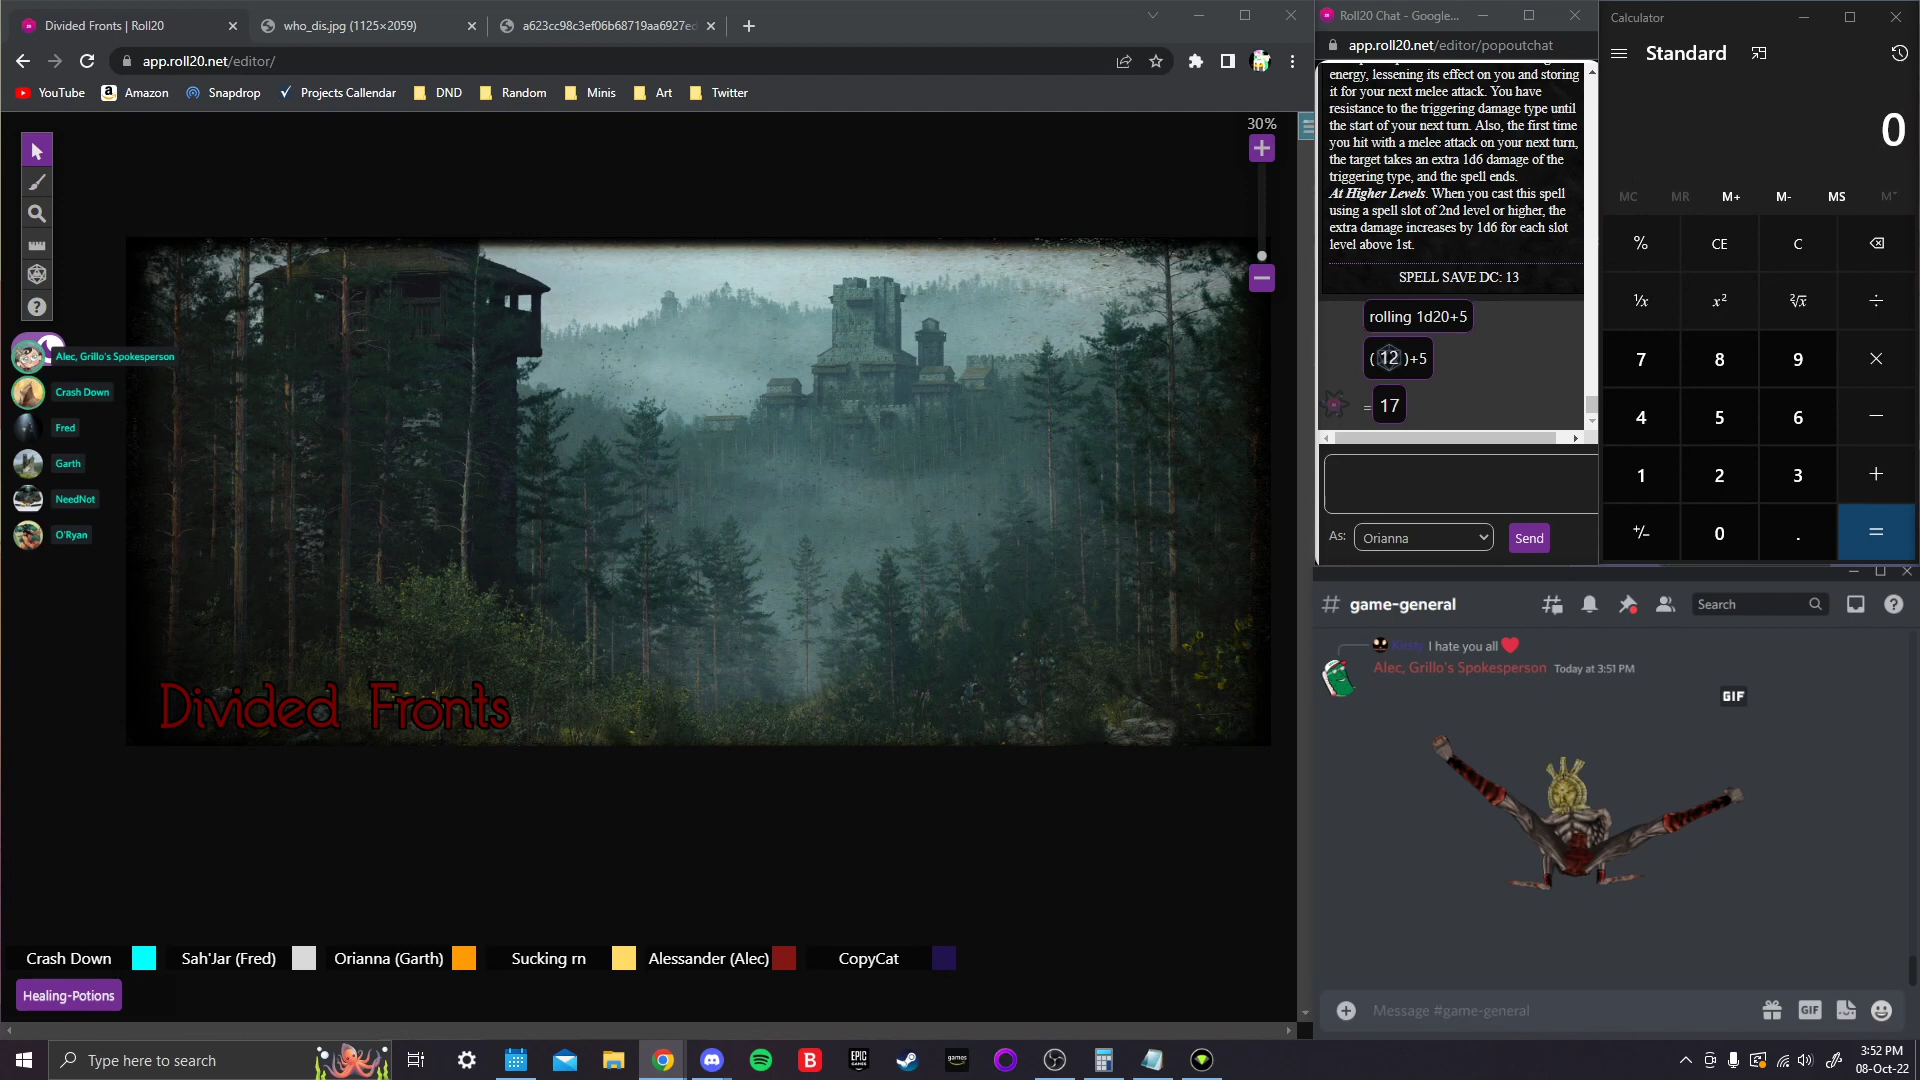 Divided Fronts | Roll20
who_dis.jpg (1125×2059)
a623cc98c3ef06b68719aa6927ed
app.roll20.net/editor/
YouTube
Amazon
Snapdrop
Projects Callendar
DND
Random
Minis
Art
Twitter
30%
Alec, Grillo's Spokesperson
Crash Down
Fred
Garth
NeedNot
O'Ryan
Divided Fronts
Crash Down
Sah'Jar (Fred)
Orianna (Garth)
Sucking rn
Alessander (Alec)
CopyCat
Healing-Potions
Roll20 Chat - Google...
app.roll20.net/editor/popoutchat
energy, lessening its effect on you and storing
it for your next melee attack. You have
resistance to the triggering damage type until
the start of your next turn. Also, the first time
you hit with a melee attack on your next turn,
the target takes an extra 1d6 damage of the
triggering type, and the spell ends.
At Higher Levels. When you cast this spell
using a spell slot of 2nd level or higher, the
extra damage increases by 1d6 for each slot
level above 1st.
SPELL SAVE DC: 13
rolling 1d20+5
(12)+5
=17
As:
Orianna
Send
Calculator
Standard
0
MC MR M+ M- MS M˅
% CE C
¹/x x² ²√x ÷
7 8 9 ×
4 5 6 −
1 2 3 +
+/− 0 . =
# game-general
Search
Kirsty I hate you all
Alec, Grillo's Spokesperson Today at 3:51 PM
GIF
Message #game-general
GIF
Type here to search
EPIC GAMES
games
3:52 PM
08-Oct-22